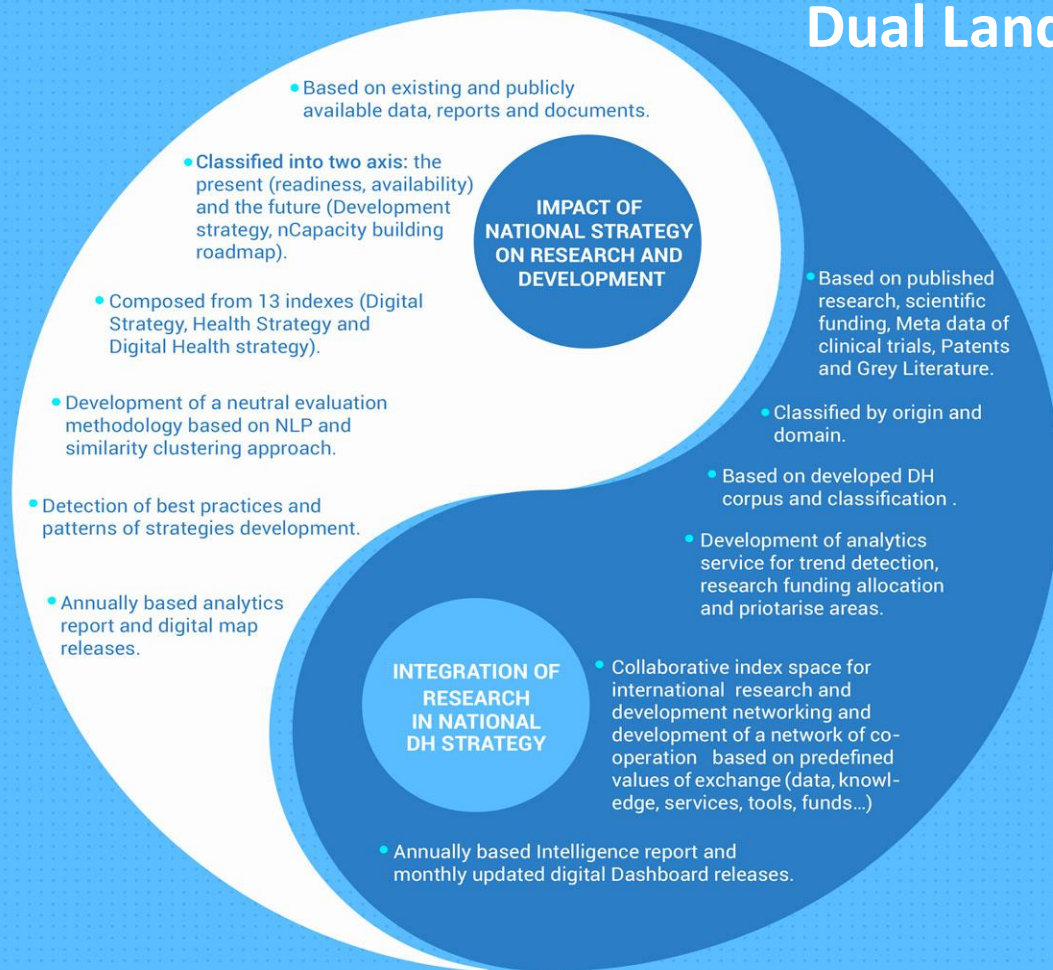 Dual Land
• Based on existing and publicly
available data, reports and documents.
• Classified into two axis: the
present (readiness, availability)
and the future (Development
strategy, nCapacity building
roadmap).
• Composed from 13 indexes (Digital
Strategy, Health Strategy and
Digital Health strategy).
• Development of a neutral evaluation
methodology based on NLP and
similarity clustering approach.
• Detection of best practices and
patterns of strategies development.
• Annually based analytics
report and digital map
releases.
IMPACT OF
NATIONAL STRATEGY
ON RESEARCH AND
DEVELOPMENT
• Based on published
research, scientific
funding, Meta data of
clinical trials, Patents
and Grey Literature.
• Classified by origin and
domain.
• Based on developed DH
corpus and classification .
• Development of analytics
service for trend detection,
research funding allocation
and priotarise areas.
INTEGRATION OF
RESEARCH
IN NATIONAL
DH STRATEGY
• Collaborative index space for
international research and
development networking and
development of a network of co-
operation based on predefined
values of exchange (data, knowl-
edge, services, tools, funds...)
• Annually based Intelligence report and
monthly updated digital Dashboard releases.